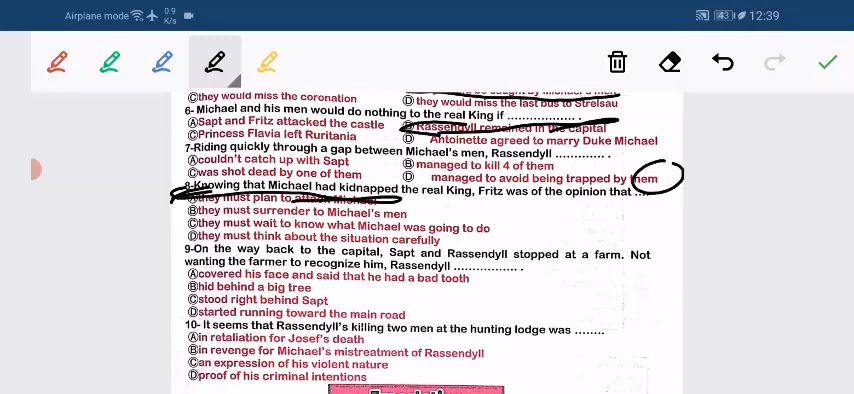 Airplane mode 0.9 K/s 43 12:39
Ⓒthey would miss the coronation
Ⓓ they would miss the last bus to Strelsau
6- Michael and his men would do nothing to the real King if ............... .
ⒶSapt and Fritz attacked the castle Ⓑ Rassendyll remained in the capital
ⒸPrincess Flavia left Ruritania Ⓓ Antoinette agreed to marry Duke Michael
7-Riding quickly through a gap between Michael's men, Rassendyll ............. .
Ⓐcouldn't catch up with Sapt Ⓑ managed to kill 4 of them
Ⓒwas shot dead by one of them Ⓓ managed to avoid being trapped by them
8-Knowing that Michael had kidnapped the real King, Fritz was of the opinion that ....
Ⓐthey must plan to attack Michael
Ⓑthey must surrender to Michael's men
Ⓒthey must wait to know what Michael was going to do
Ⓓthey must think about the situation carefully
9-On the way back to the capital, Sapt and Rassendyll stopped at a farm. Not
wanting the farmer to recognize him, Rassendyll ................ .
Ⓐcovered his face and said that he had a bad tooth
Ⓑhid behind a big tree
Ⓒstood right behind Sapt
Ⓓstarted running toward the main road
10- It seems that Rassendyll's killing two men at the hunting lodge was ........
Ⓐin retaliation for Josef's death
Ⓑin revenge for Michael's mistreatment of Rassendyll
Ⓒan expression of his violent nature
Ⓓproof of his criminal intentions